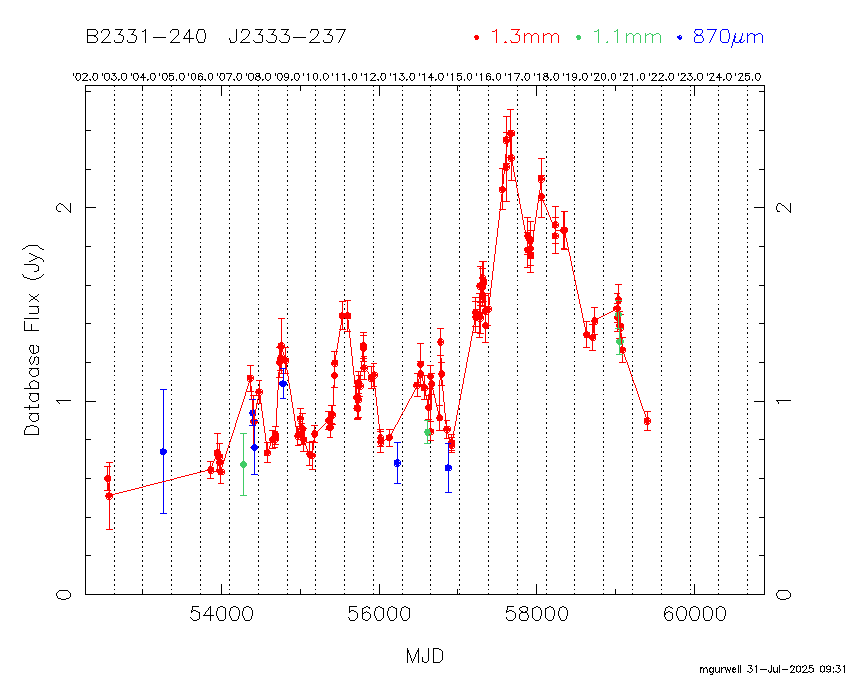 B2331−240 J2333−237 1.3mm 1.1mm 870μm
'02.0 '03.0 '04.0 '05.0 '06.0 '07.0 '08.0 '09.0 '10.0 '11.0 '12.0 '13.0 '14.0 '15.0 '16.0 '17.0 '18.0 '19.0 '20.0 '21.0 '22.0 '23.0 '24.0 '25.0
2 2
Database Flux (Jy)
1 1
0 0
54000 56000 58000 60000
MJD
mgurwell 31-Jul-2025 09:31